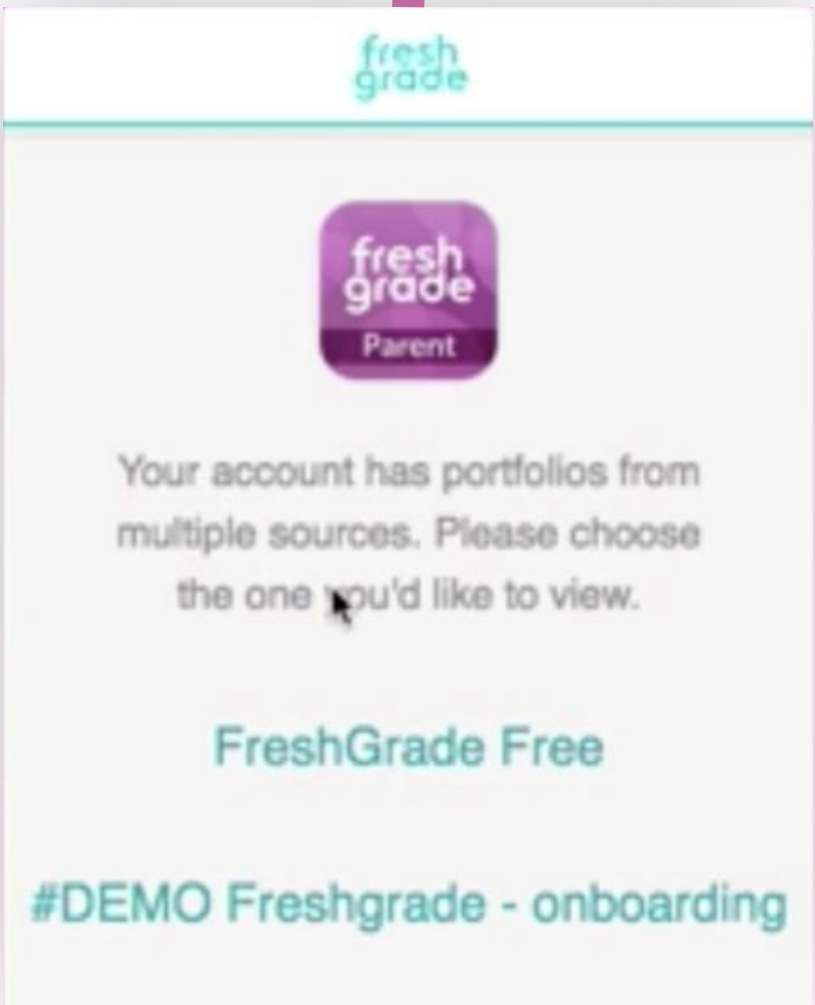 fresh
grade
fresh
grade
Parent
Your account has portfolios from
multiple sources. Please choose
the one you'd like to view.
FreshGrade Free
#DEMO Freshgrade - onboarding